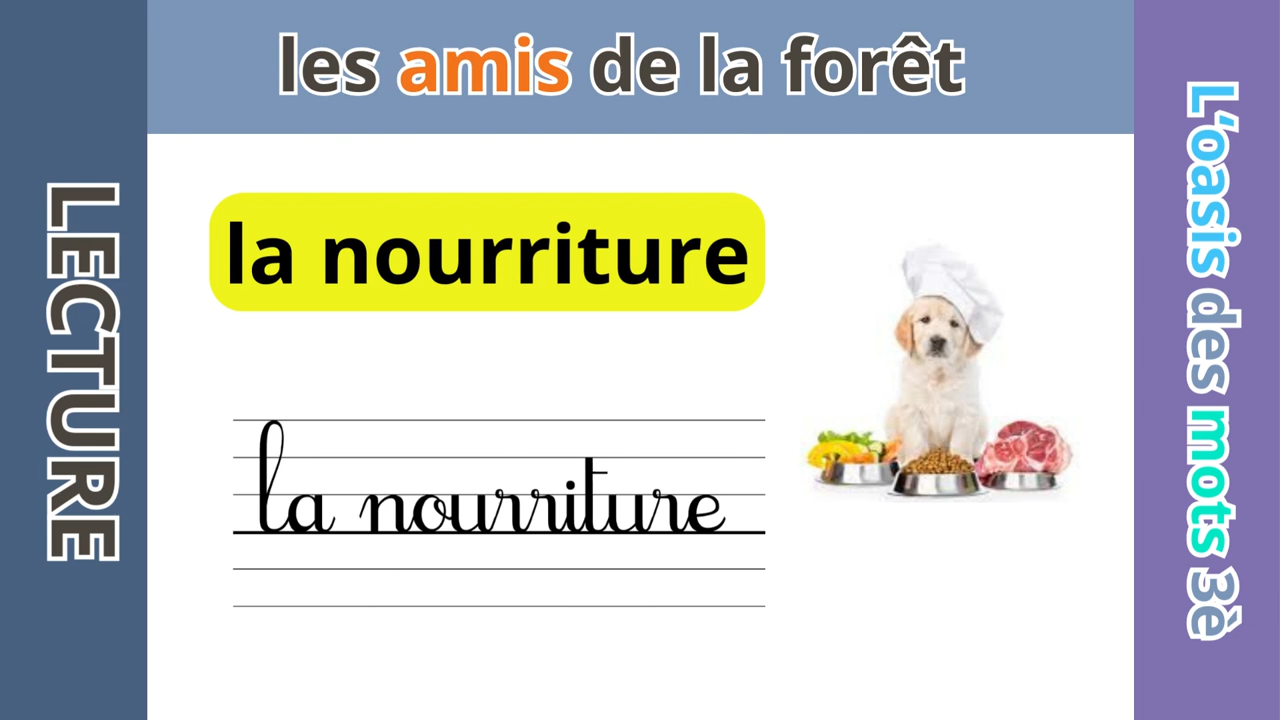 les amis de la forêt
LECTURE
la nourriture
la nourriture
L'oasis des mots 3è